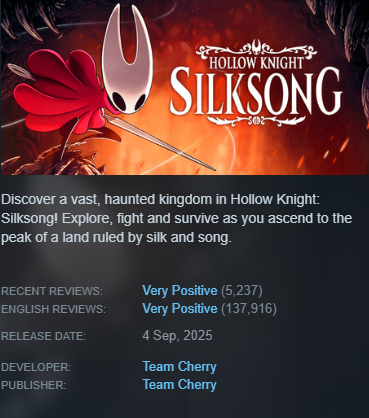 HOLLOW KNIGHT
SILKSONG
Discover a vast, haunted kingdom in Hollow Knight:
Silksong! Explore, fight and survive as you ascend to the
peak of a land ruled by silk and song.
RECENT REVIEWS: Very Positive (5,237)
ENGLISH REVIEWS: Very Positive (137,916)
RELEASE DATE: 4 Sep, 2025
DEVELOPER: Team Cherry
PUBLISHER: Team Cherry